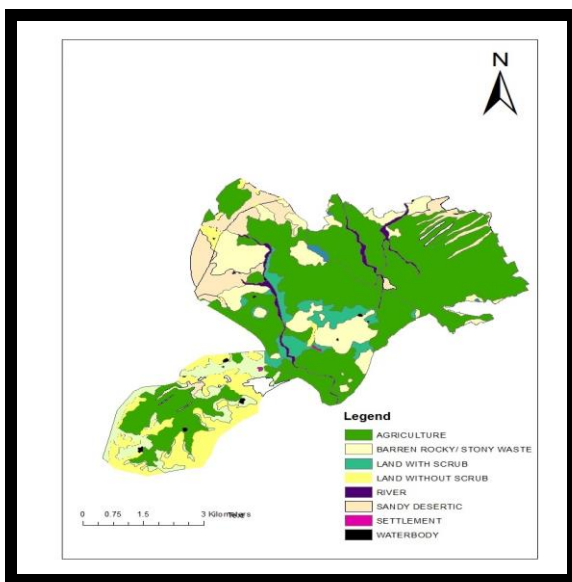 N
Legend
AGRICULTURE
BARREN ROCKY/ STONY WASTE
LAND WITH SCRUB
LAND WITHOUT SCRUB
RIVER
SANDY DESERTIC
SETTLEMENT
WATERBODY
0 0.75 1.5 3 Kilometers